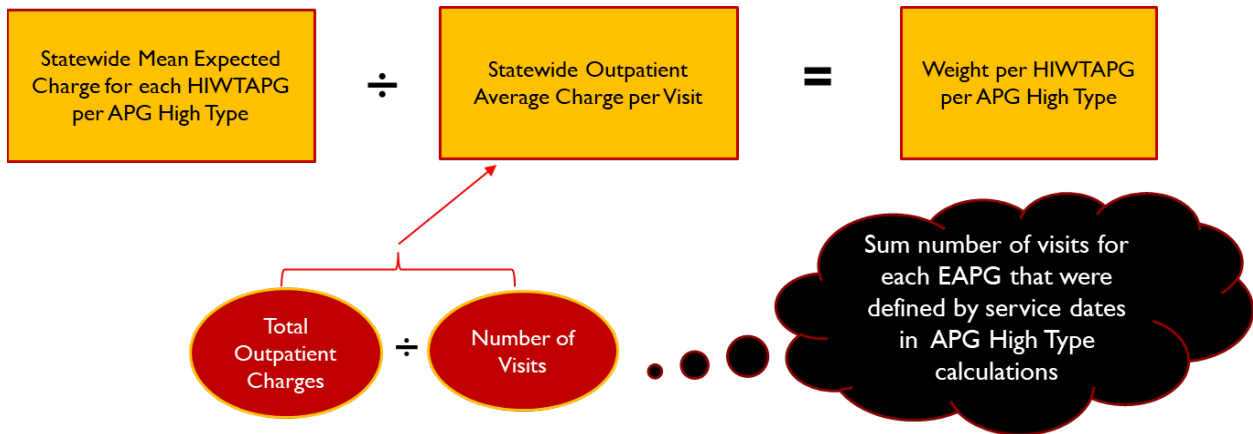 Statewide Mean Expected
Charge for each HIWTAPG
per APG High Type
÷
Statewide Outpatient
Average Charge per Visit
=
Weight per HIWTAPG
per APG High Type
Total
Outpatient
Charges
÷
Number of
Visits
Sum number of visits for
each EAPG that were
defined by service dates
in APG High Type
calculations